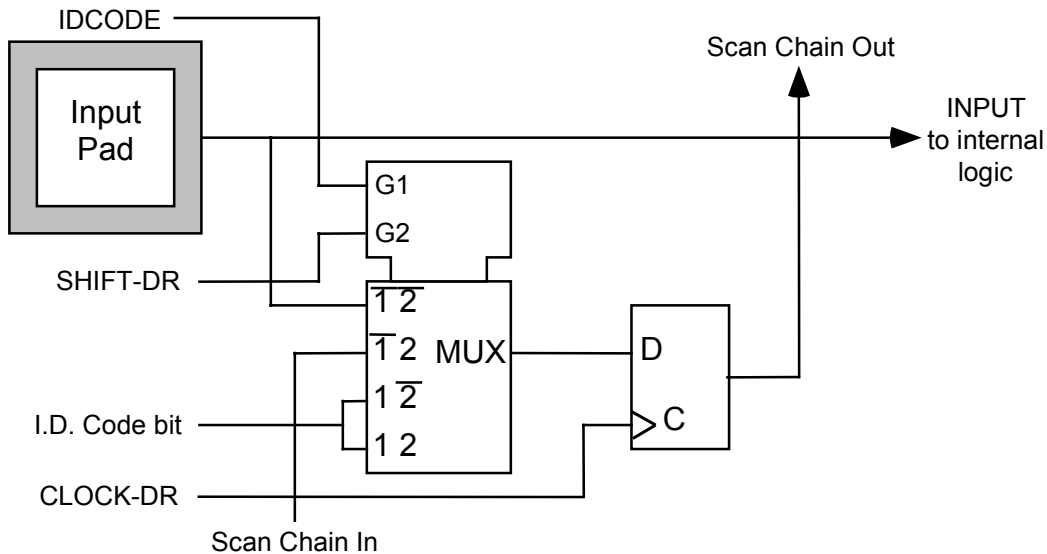 IDCODE
Input
Pad
Scan Chain Out
INPUT
to internal
logic
G1
G2
SHIFT-DR
1̅ 2̅
1̅ 2
MUX
1 2̅
1 2
I.D. Code bit
D
C
CLOCK-DR
Scan Chain In